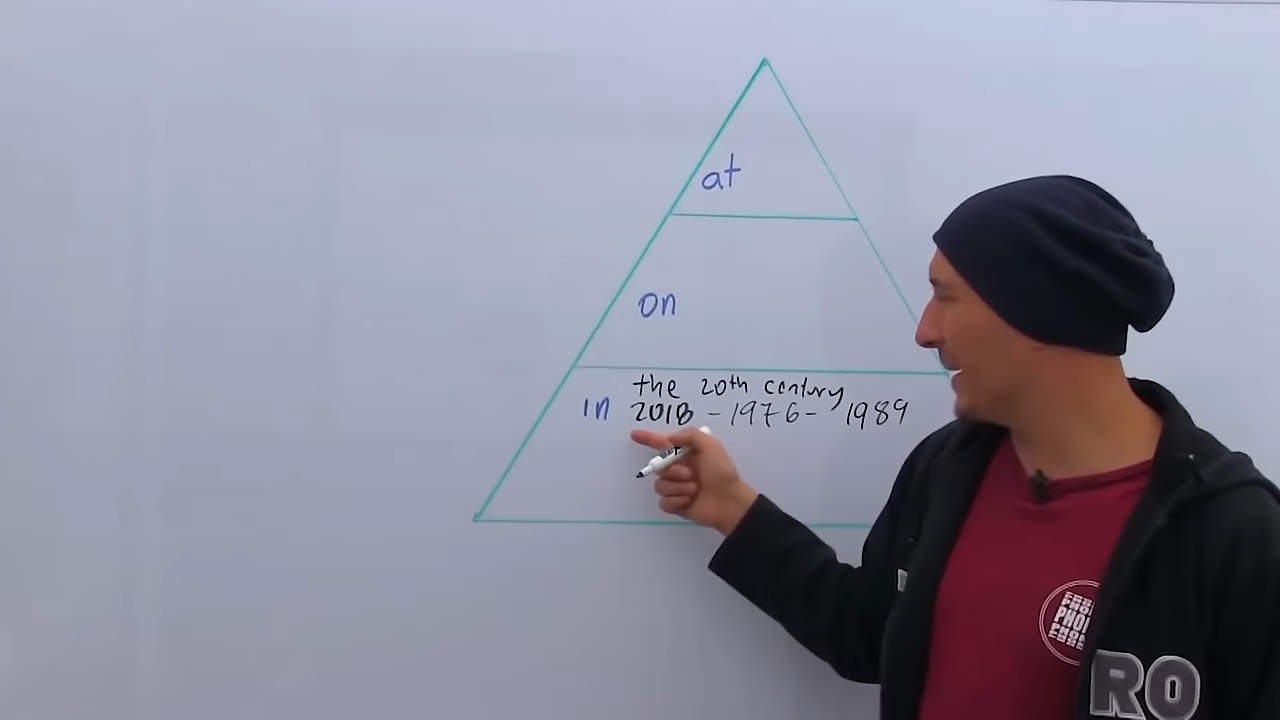 at
on
the 20th century
in 2018 - 1976 - 1989
RO